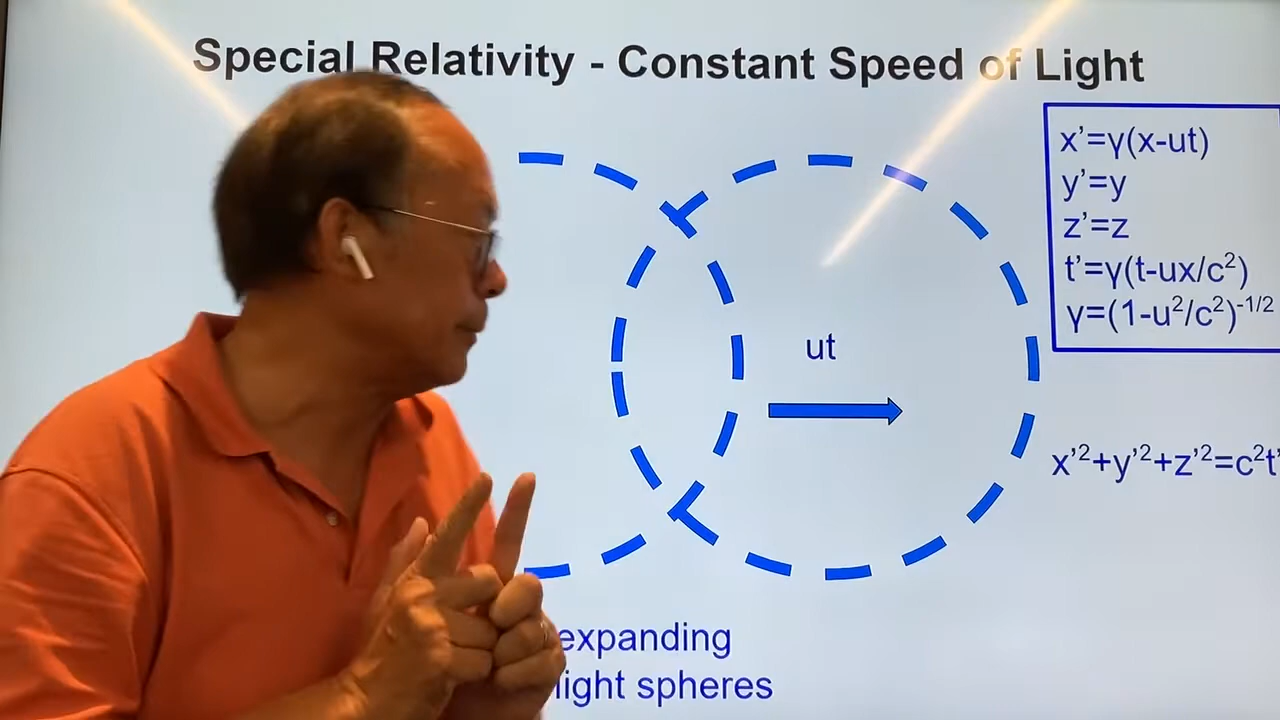 Special Relativity - Constant Speed of Light
x’=γ(x-ut)
y’=y
z’=z
t’=γ(t-ux/c²)
γ=(1-u²/c²)⁻¹/²
ut
x’²+y’²+z’²=c²t’
expanding
light spheres